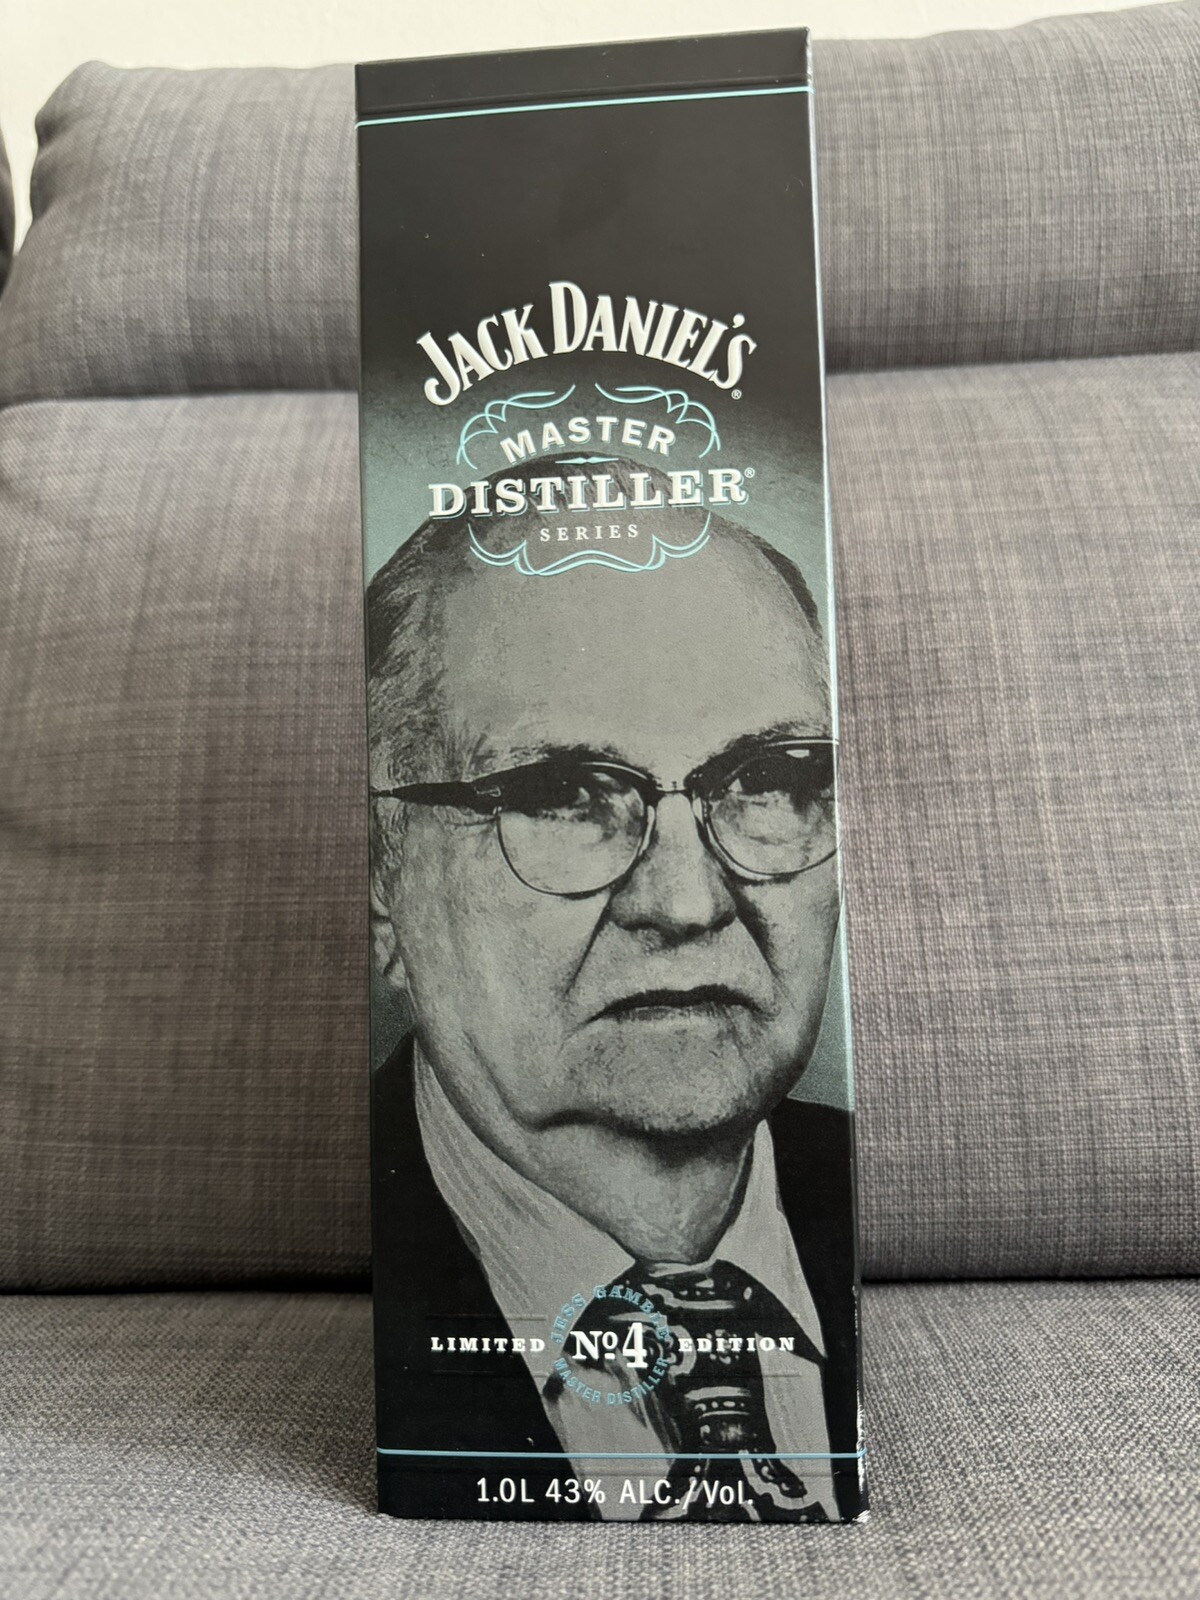 JACK DANIEL'S®
MASTER
DISTILLER®
SERIES
JESS GAMBLE
LIMITED Nº4 EDITION
MASTER DISTILLER
1.0L 43% ALC./Vol.